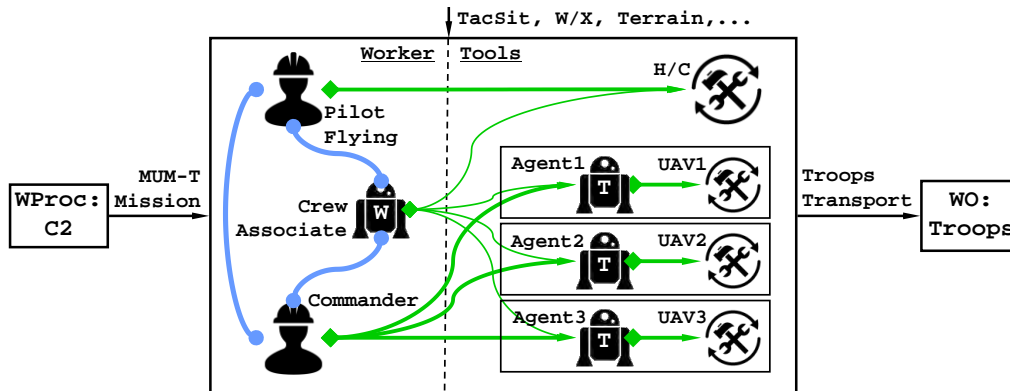 TacSit, W/X, Terrain,...
Worker Tools
H/C
Pilot
Flying
Agent1 UAV1
T
MUM-T
Mission
Troops
Transport
WProc:
C2
WO:
Troops
Crew
Associate
W
Agent2 UAV2
T
Commander
Agent3 UAV3
T